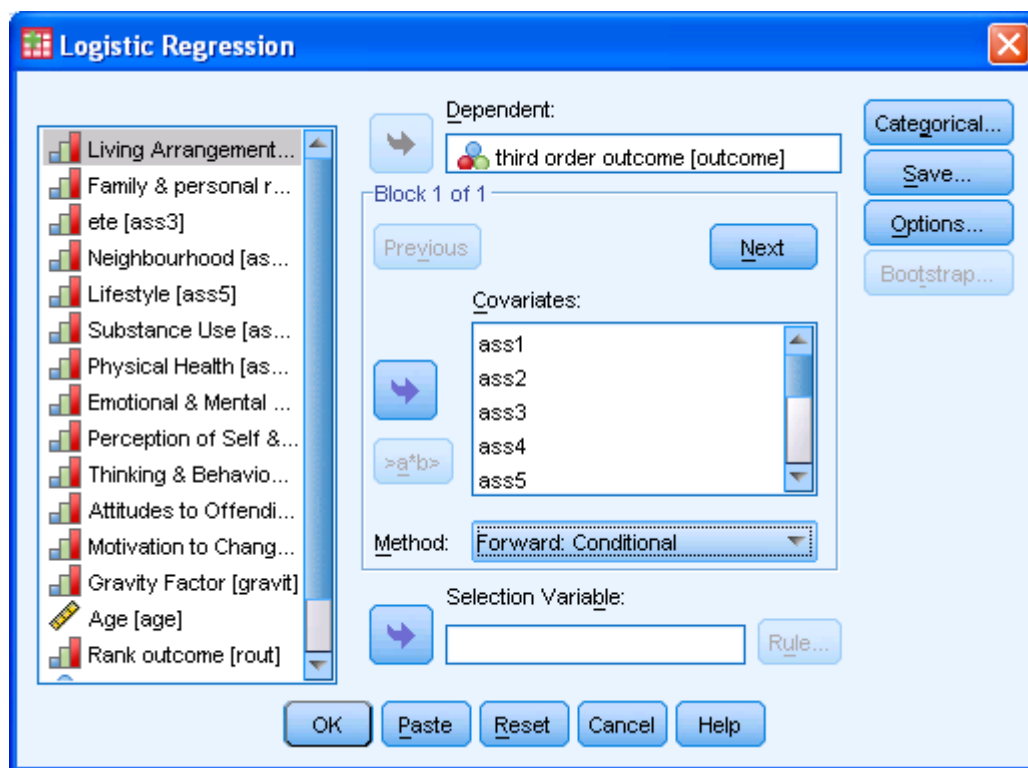 Logistic Regression
Living Arrangement...
Family & personal r...
ete [ass3]
Neighbourhood [as...
Lifestyle [ass5]
Substance Use [as...
Physical Health [as...
Emotional & Mental ...
Perception of Self &...
Thinking & Behavio...
Attitudes to Offendi...
Motivation to Chang...
Gravity Factor [gravit]
Age [age]
Rank outcome [rout]
Dependent:
third order outcome [outcome]
Block 1 of 1
Previous
Next
Covariates:
ass1
ass2
ass3
ass4
ass5
>a*b>
Method:
Forward: Conditional
Selection Variable:
Rule...
Categorical...
Save...
Options...
Bootstrap...
OK
Paste
Reset
Cancel
Help